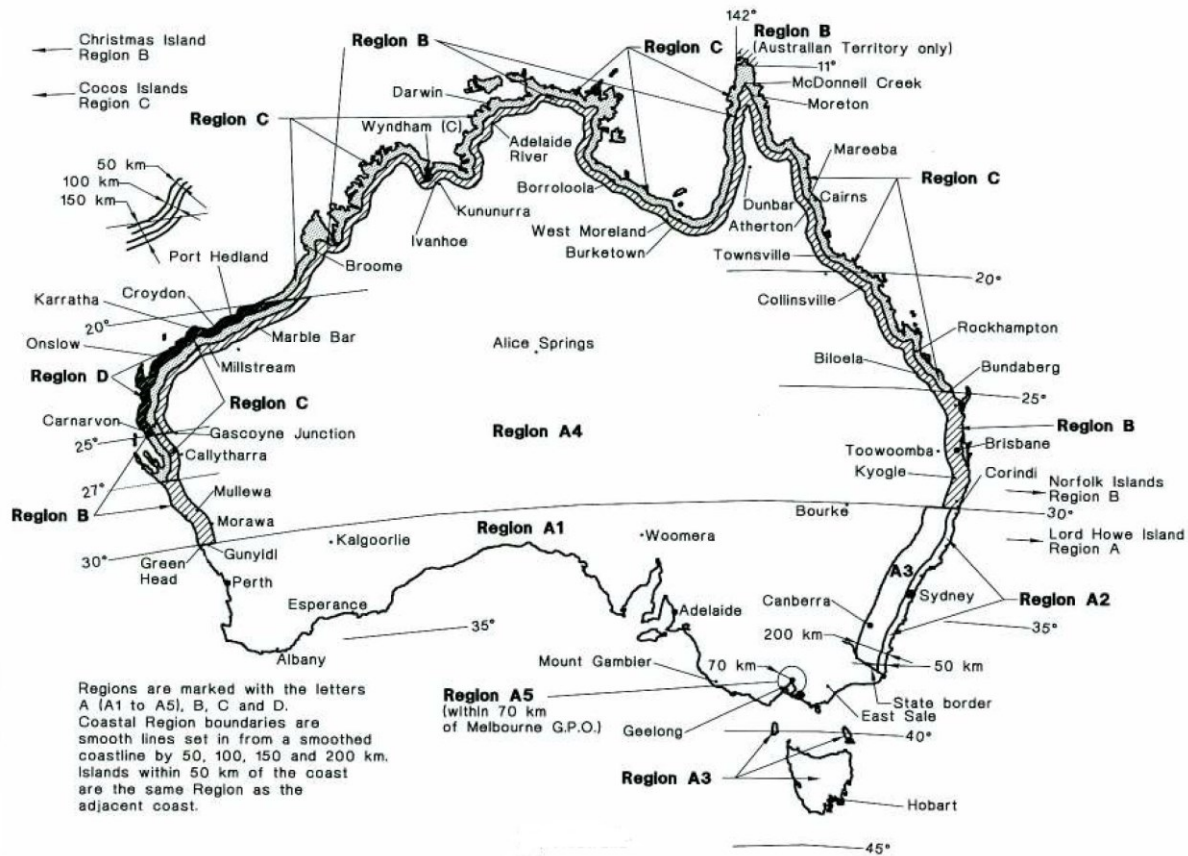 142°
Christmas Island
Region B
Region B
Region C
Region B
(Australian Territory only)
11°
Cocos Islands
Region C
McDonnell Creek
Moreton
Darwin
Region C
Wyndham (C)
Adelaide
River
Mareeba
50 km
100 km
150 km
Region C
Borroloola
Dunbar
Cairns
Kununurra
Atherton
West Moreland
Ivanhoe
Burketown
Port Hedland
Broome
Townsville
20°
Karratha
Croydon
Collinsville
20°
Marble Bar
Rockhampton
Onslow
Alice Springs
Millstream
Biloela
Region D
Bundaberg
25°
Region C
Carnarvon
Region B
25°
Gascoyne Junction
Region A4
Callytharra
Toowoomba
Brisbane
Kyogle
Corindi
27°
Mullewa
Norfolk Islands
Region B
Region B
Morawa
Bourke
30°
Region A1
30°
Gunyidi
Kalgoorlie
Woomera
Lord Howe Island
Region A
Green
Head
Perth
A3
Esperance
Adelaide
Canberra
Sydney
Region A2
35°
35°
200 km
Albany
Mount Gambier
70 km
50 km
Regions are marked with the letters
A (A1 to A5), B, C and D.
Coastal Region boundaries are
smooth lines set in from a smoothed
coastline by 50, 100, 150 and 200 km.
Islands within 50 km of the coast
are the same Region as the
adjacent coast.
Region A5
(within 70 km
of Melbourne G.P.O.)
State border
East Sale
Geelong
40°
Region A3
Hobart
45°